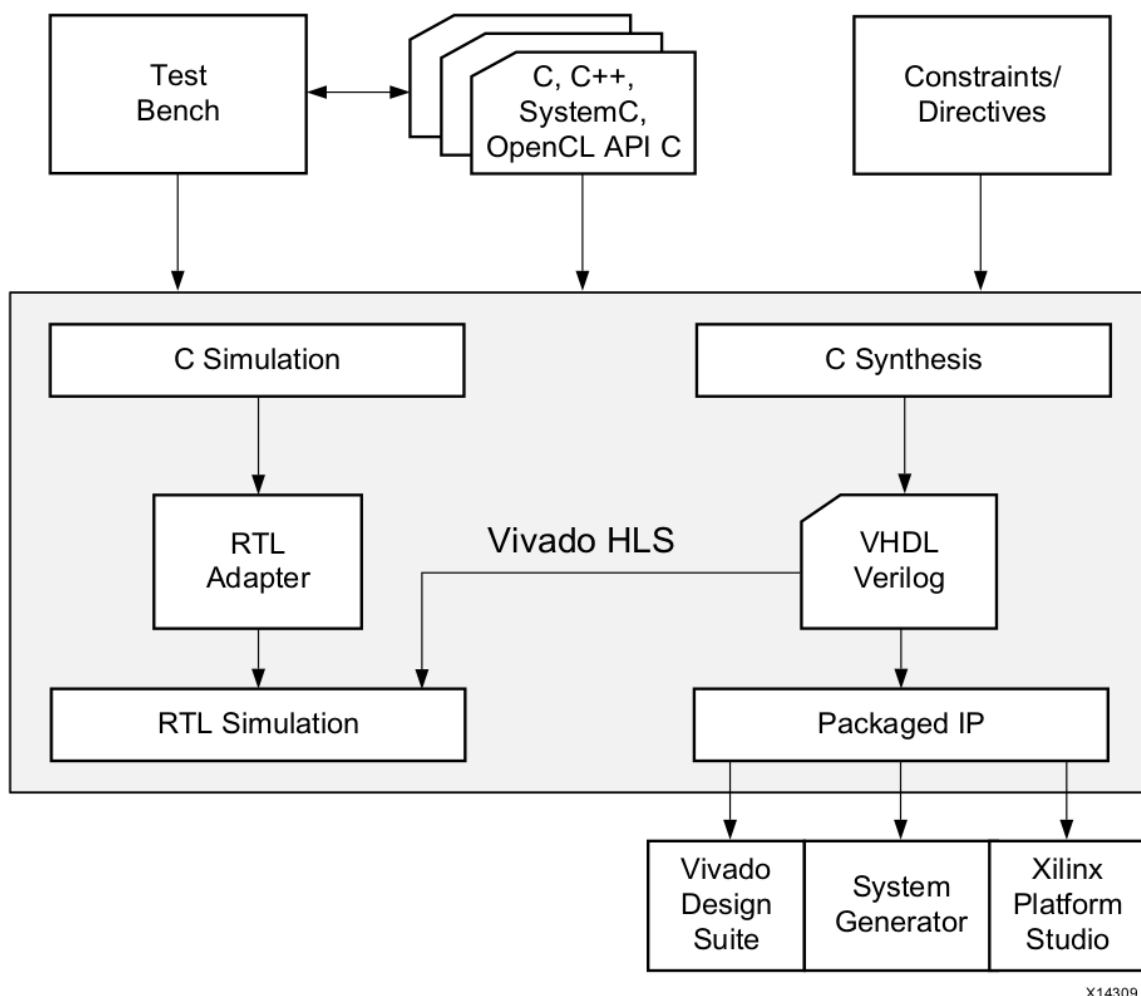 Test
Bench
C, C++,
SystemC,
OpenCL API C
Constraints/
Directives
C Simulation
C Synthesis
RTL
Adapter
Vivado HLS
VHDL
Verilog
RTL Simulation
Packaged IP
Vivado
Design
Suite
System
Generator
Xilinx
Platform
Studio
X14309